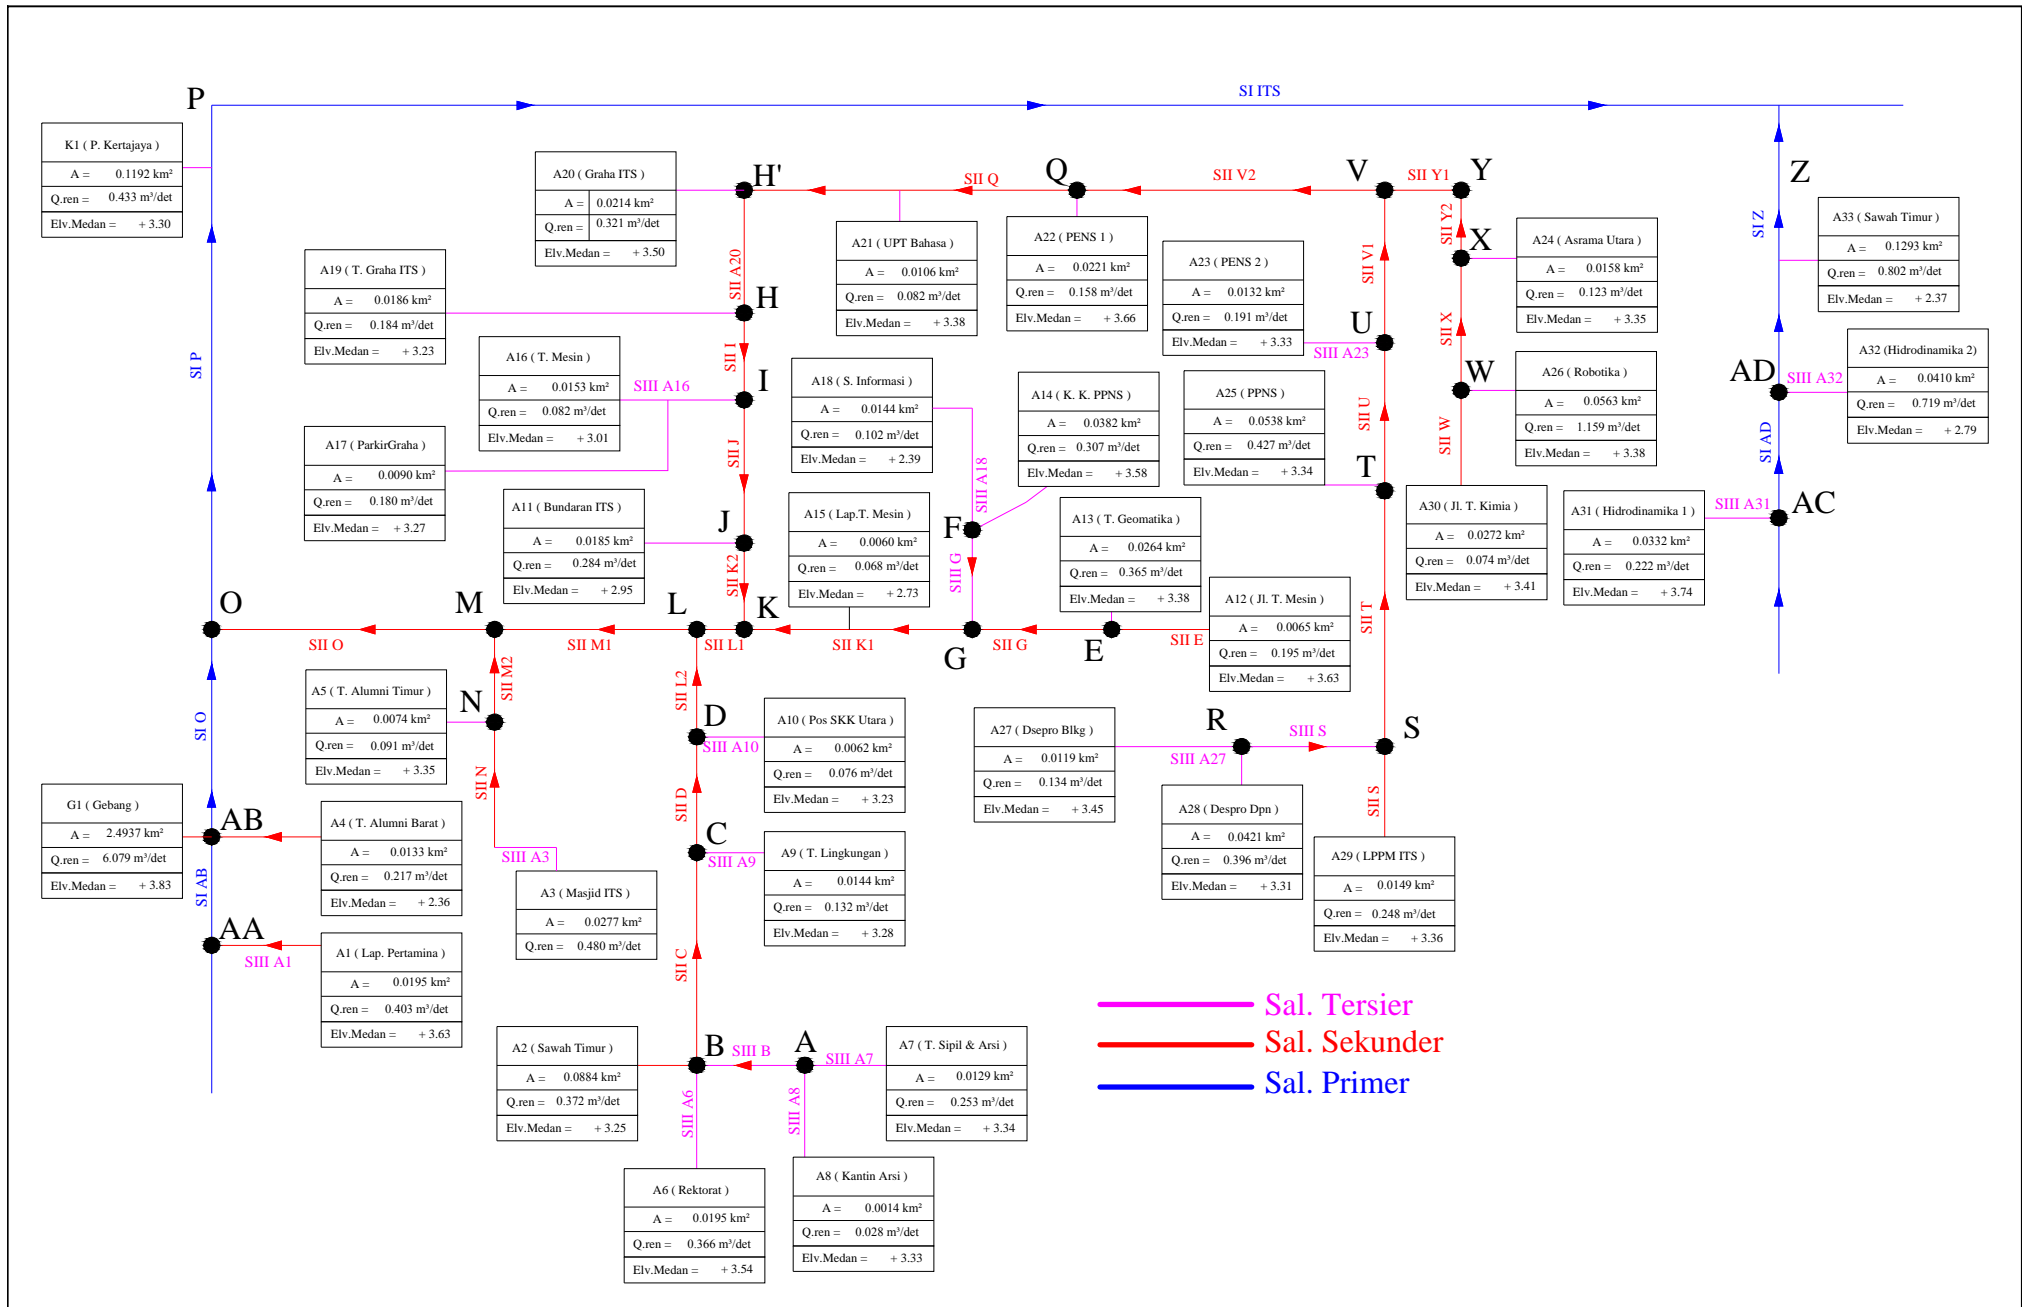 P
SI ITS
K1 ( P. Kertajaya )
A = 0.1192 km²
Q.ren = 0.433 m³/det
Elv.Medan = + 3.30
A20 ( Graha ITS )
A = 0.0214 km²
Q.ren = 0.321 m³/det
Elv.Medan = + 3.50
H'
SII Q
Q
SII V2
V
SII Y1
Y
Z
SI Z
A33 ( Sawah Timur )
A = 0.1293 km²
Q.ren = 0.802 m³/det
Elv.Medan = + 2.37
A21 ( UPT Bahasa )
A = 0.0106 km²
Q.ren = 0.082 m³/det
Elv.Medan = + 3.38
A22 ( PENS 1 )
A = 0.0221 km²
Q.ren = 0.158 m³/det
Elv.Medan = + 3.66
A23 ( PENS 2 )
A = 0.0132 km²
Q.ren = 0.191 m³/det
Elv.Medan = + 3.33
SII V1
SII Y2
X
A24 ( Asrama Utara )
A = 0.0158 km²
Q.ren = 0.123 m³/det
Elv.Medan = + 3.35
A19 ( T. Graha ITS )
A = 0.0186 km²
Q.ren = 0.184 m³/det
Elv.Medan = + 3.23
SII A20
H
SII I
U
SIII A23
SII X
SI P
A16 ( T. Mesin )
A = 0.0153 km²
Q.ren = 0.082 m³/det
Elv.Medan = + 3.01
SIII A16
I
A18 ( S. Informasi )
A = 0.0144 km²
Q.ren = 0.102 m³/det
Elv.Medan = + 2.39
A14 ( K. K. PPNS )
A = 0.0382 km²
Q.ren = 0.307 m³/det
Elv.Medan = + 3.58
A25 ( PPNS )
A = 0.0538 km²
Q.ren = 0.427 m³/det
Elv.Medan = + 3.34
SII U
W
A26 ( Robotika )
A = 0.0563 km²
Q.ren = 1.159 m³/det
Elv.Medan = + 3.38
AD
SIII A32
A32 (Hidrodinamika 2)
A = 0.0410 km²
Q.ren = 0.719 m³/det
Elv.Medan = + 2.79
A17 ( ParkirGraha )
A = 0.0090 km²
Q.ren = 0.180 m³/det
Elv.Medan = + 3.27
SII J
SIII A18
T
SII W
SI AD
A11 ( Bundaran ITS )
A = 0.0185 km²
Q.ren = 0.284 m³/det
Elv.Medan = + 2.95
J
A15 ( Lap.T. Mesin )
A = 0.0060 km²
Q.ren = 0.068 m³/det
Elv.Medan = + 2.73
F
SIII G
A13 ( T. Geomatika )
A = 0.0264 km²
Q.ren = 0.365 m³/det
Elv.Medan = + 3.38
A30 ( Jl. T. Kimia )
A = 0.0272 km²
Q.ren = 0.074 m³/det
Elv.Medan = + 3.41
A31 ( Hidrodinamika 1 )
A = 0.0332 km²
Q.ren = 0.222 m³/det
Elv.Medan = + 3.74
SIII A31
AC
SII K2
SII T
O
SII O
M
SII M1
L
SII L1
K
SII K1
G
SII G
E
SII E
A12 ( Jl. T. Mesin )
A = 0.0065 km²
Q.ren = 0.195 m³/det
Elv.Medan = + 3.63
A5 ( T. Alumni Timur )
A = 0.0074 km²
Q.ren = 0.091 m³/det
Elv.Medan = + 3.35
N
SII M2
SII L2
D
SIII A10
A10 ( Pos SKK Utara )
A = 0.0062 km²
Q.ren = 0.076 m³/det
Elv.Medan = + 3.23
A27 ( Dsepro Blkg )
A = 0.0119 km²
Q.ren = 0.134 m³/det
Elv.Medan = + 3.45
R
SIII A27
SIII S
S
SI O
SII N
SII D
A28 ( Despro Dpn )
A = 0.0421 km²
Q.ren = 0.396 m³/det
Elv.Medan = + 3.31
SII S
G1 ( Gebang )
A = 2.4937 km²
Q.ren = 6.079 m³/det
Elv.Medan = + 3.83
AB
A4 ( T. Alumni Barat )
A = 0.0133 km²
Q.ren = 0.217 m³/det
Elv.Medan = + 2.36
SIII A3
C
SIII A9
A9 ( T. Lingkungan )
A = 0.0144 km²
Q.ren = 0.132 m³/det
Elv.Medan = + 3.28
A29 ( LPPM ITS )
A = 0.0149 km²
Q.ren = 0.248 m³/det
Elv.Medan = + 3.36
SI AB
A3 ( Masjid ITS )
A = 0.0277 km²
Q.ren = 0.480 m³/det
AA
SIII A1
A1 ( Lap. Pertamina )
A = 0.0195 km²
Q.ren = 0.403 m³/det
Elv.Medan = + 3.63
SII C
Sal. Tersier
Sal. Sekunder
Sal. Primer
A2 ( Sawah Timur )
A = 0.0884 km²
Q.ren = 0.372 m³/det
Elv.Medan = + 3.25
B
SIII B
A
SIII A7
A7 ( T. Sipil & Arsi )
A = 0.0129 km²
Q.ren = 0.253 m³/det
Elv.Medan = + 3.34
SIII A6
SIII A8
A6 ( Rektorat )
A = 0.0195 km²
Q.ren = 0.366 m³/det
Elv.Medan = + 3.54
A8 ( Kantin Arsi )
A = 0.0014 km²
Q.ren = 0.028 m³/det
Elv.Medan = + 3.33